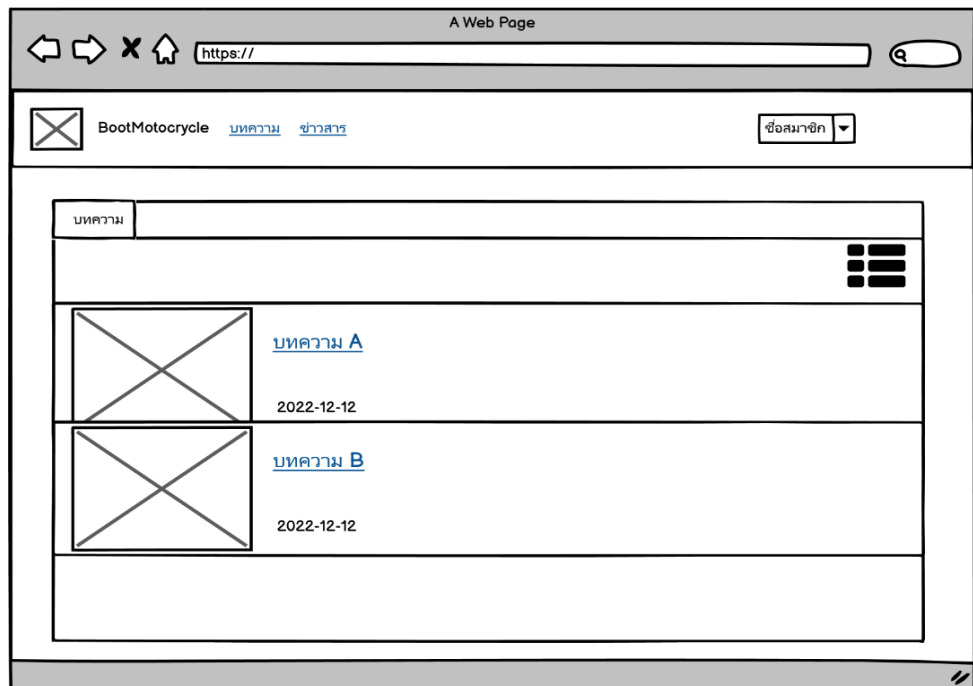 A Web Page
https://
BootMotocrycle บทความ ข่าวสาร ชื่อสมาชิก
บทความ
บทความ A
2022-12-12
บทความ B
2022-12-12